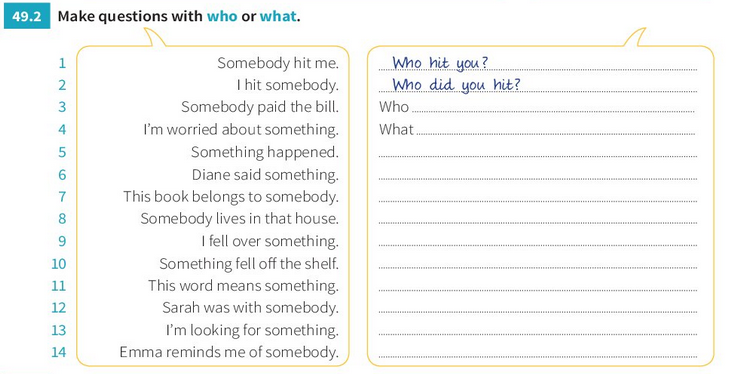 49.2 Make questions with who or what.
1 Somebody hit me. Who hit you?
2 I hit somebody. Who did you hit?
3 Somebody paid the bill. Who
4 I'm worried about something. What
5 Something happened.
6 Diane said something.
7 This book belongs to somebody.
8 Somebody lives in that house.
9 I fell over something.
10 Something fell off the shelf.
11 This word means something.
12 Sarah was with somebody.
13 I'm looking for something.
14 Emma reminds me of somebody.